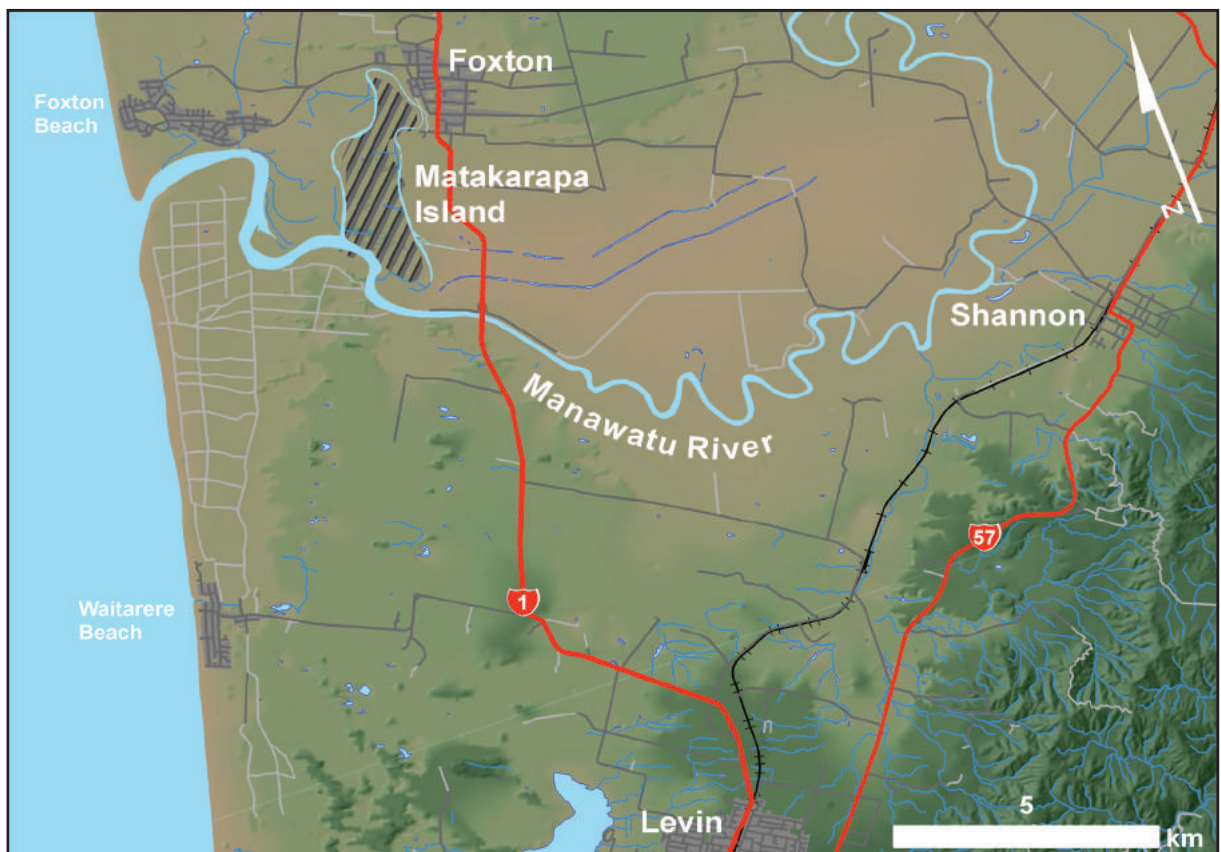 Foxton
Foxton
Beach
Matakarapa
Island
N
Shannon
Manawatu River
57
1
Waitarere
Beach
5
Levin
km